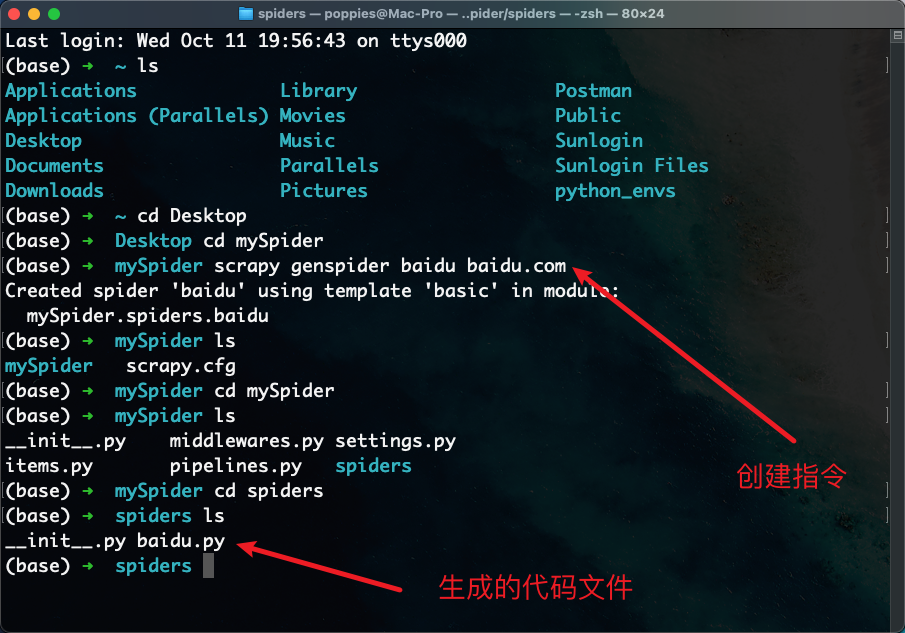 spiders — poppies@Mac-Pro — ..pider/spiders — -zsh — 80×24
Last login: Wed Oct 11 19:56:43 on ttys000
(base) ➜  ~ ls
Applications Library Postman
Applications (Parallels) Movies Public
Desktop Music Sunlogin
Documents Parallels Sunlogin Files
Downloads Pictures python_envs
(base) ➜  ~ cd Desktop
(base) ➜  Desktop cd mySpider
(base) ➜  mySpider scrapy genspider baidu baidu.com
Created spider 'baidu' using template 'basic' in module:
  mySpider.spiders.baidu
(base) ➜  mySpider ls
mySpider   scrapy.cfg
(base) ➜  mySpider cd mySpider
(base) ➜  mySpider ls
__init__.py    middlewares.py settings.py
items.py       pipelines.py   spiders
创建指令
(base) ➜  mySpider cd spiders
(base) ➜  spiders ls
__init__.py baidu.py
(base) ➜  spiders
生成的代码文件